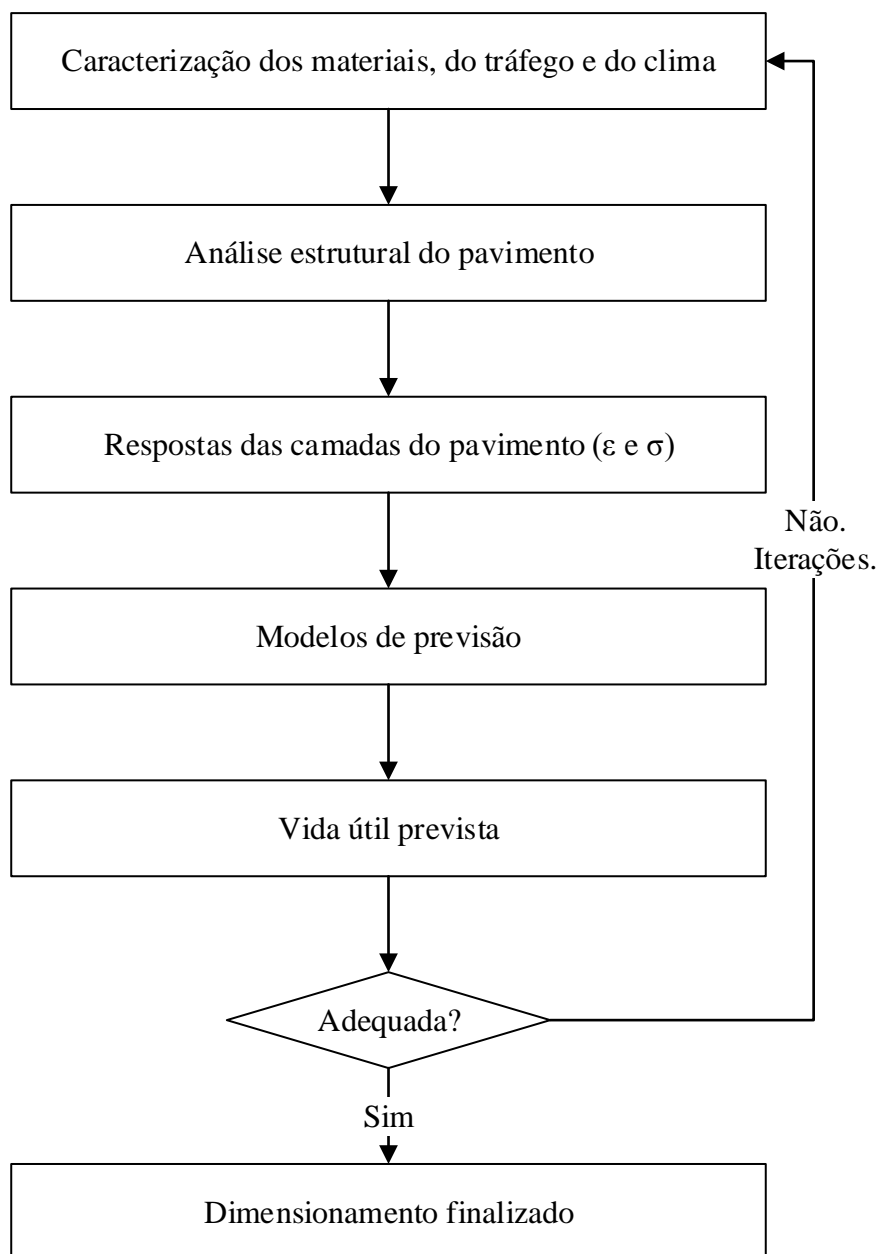 Caracterização dos materiais, do tráfego e do clima
Análise estrutural do pavimento
Respostas das camadas do pavimento (ε e σ)
Não.
Iterações.
Modelos de previsão
Vida útil prevista
Adequada?
Sim
Dimensionamento finalizado